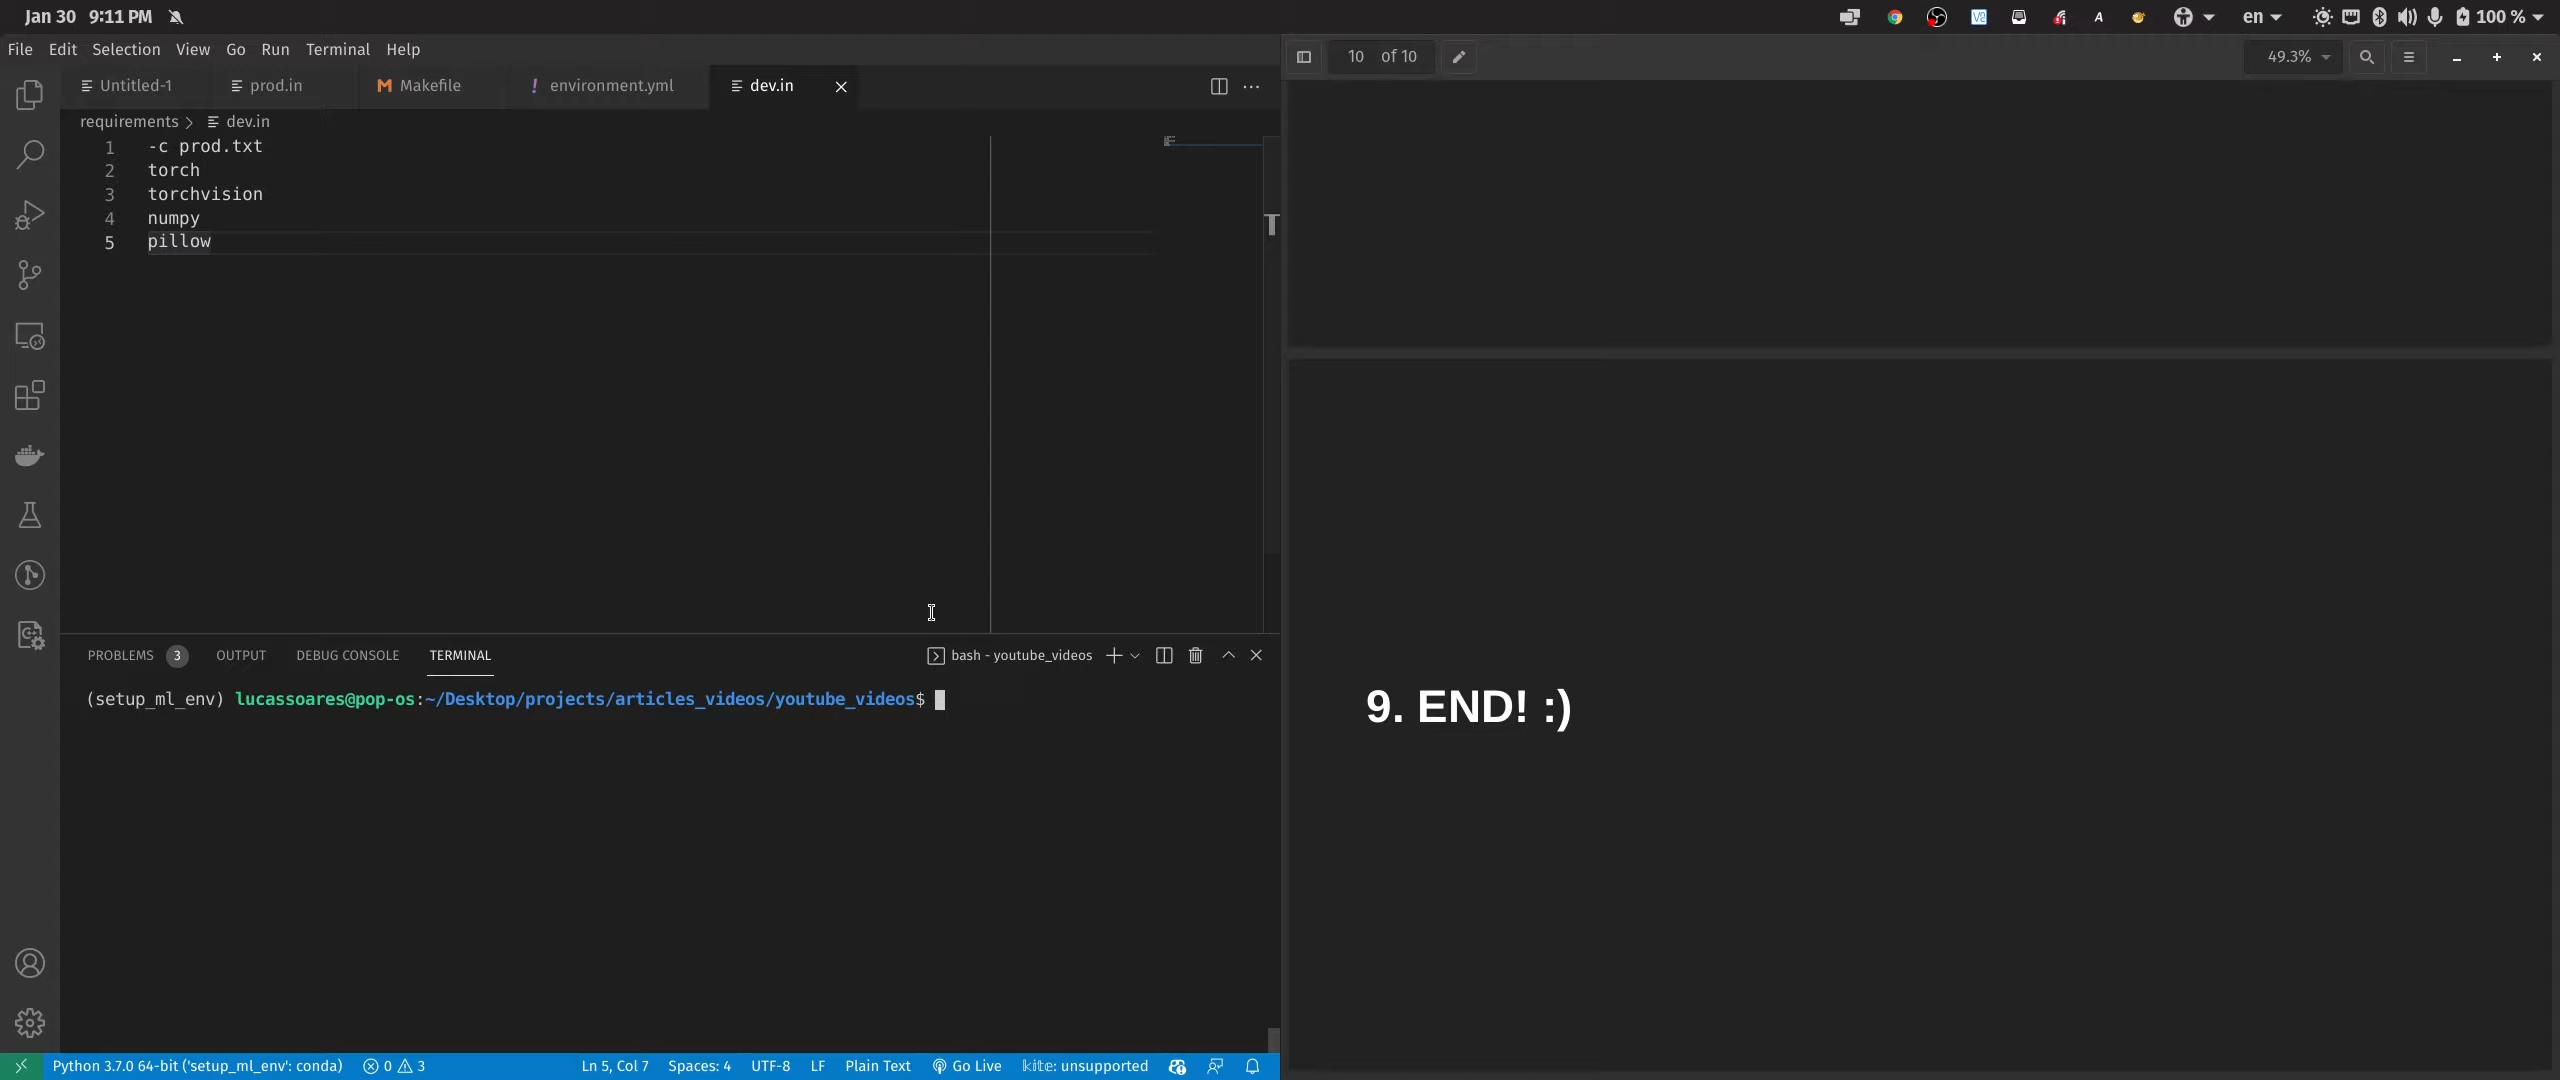 Jan 30 9:11 PM
en
100 %
File Edit Selection View Go Run Terminal Help
10 of 10
49.3%
Untitled-1 prod.in Makefile environment.yml dev.in
requirements > dev.in
1 -c prod.txt
2 torch
3 torchvision
4 numpy
5 pillow
PROBLEMS 3 OUTPUT DEBUG CONSOLE TERMINAL
bash - youtube_videos
(setup_ml_env) lucassoares@pop-os:~/Desktop/projects/articles_videos/youtube_videos$
9. END! :)
Python 3.7.0 64-bit ('setup_ml_env': conda) 0 3 Ln 5, Col 7 Spaces: 4 UTF-8 LF Plain Text Go Live kite: unsupported